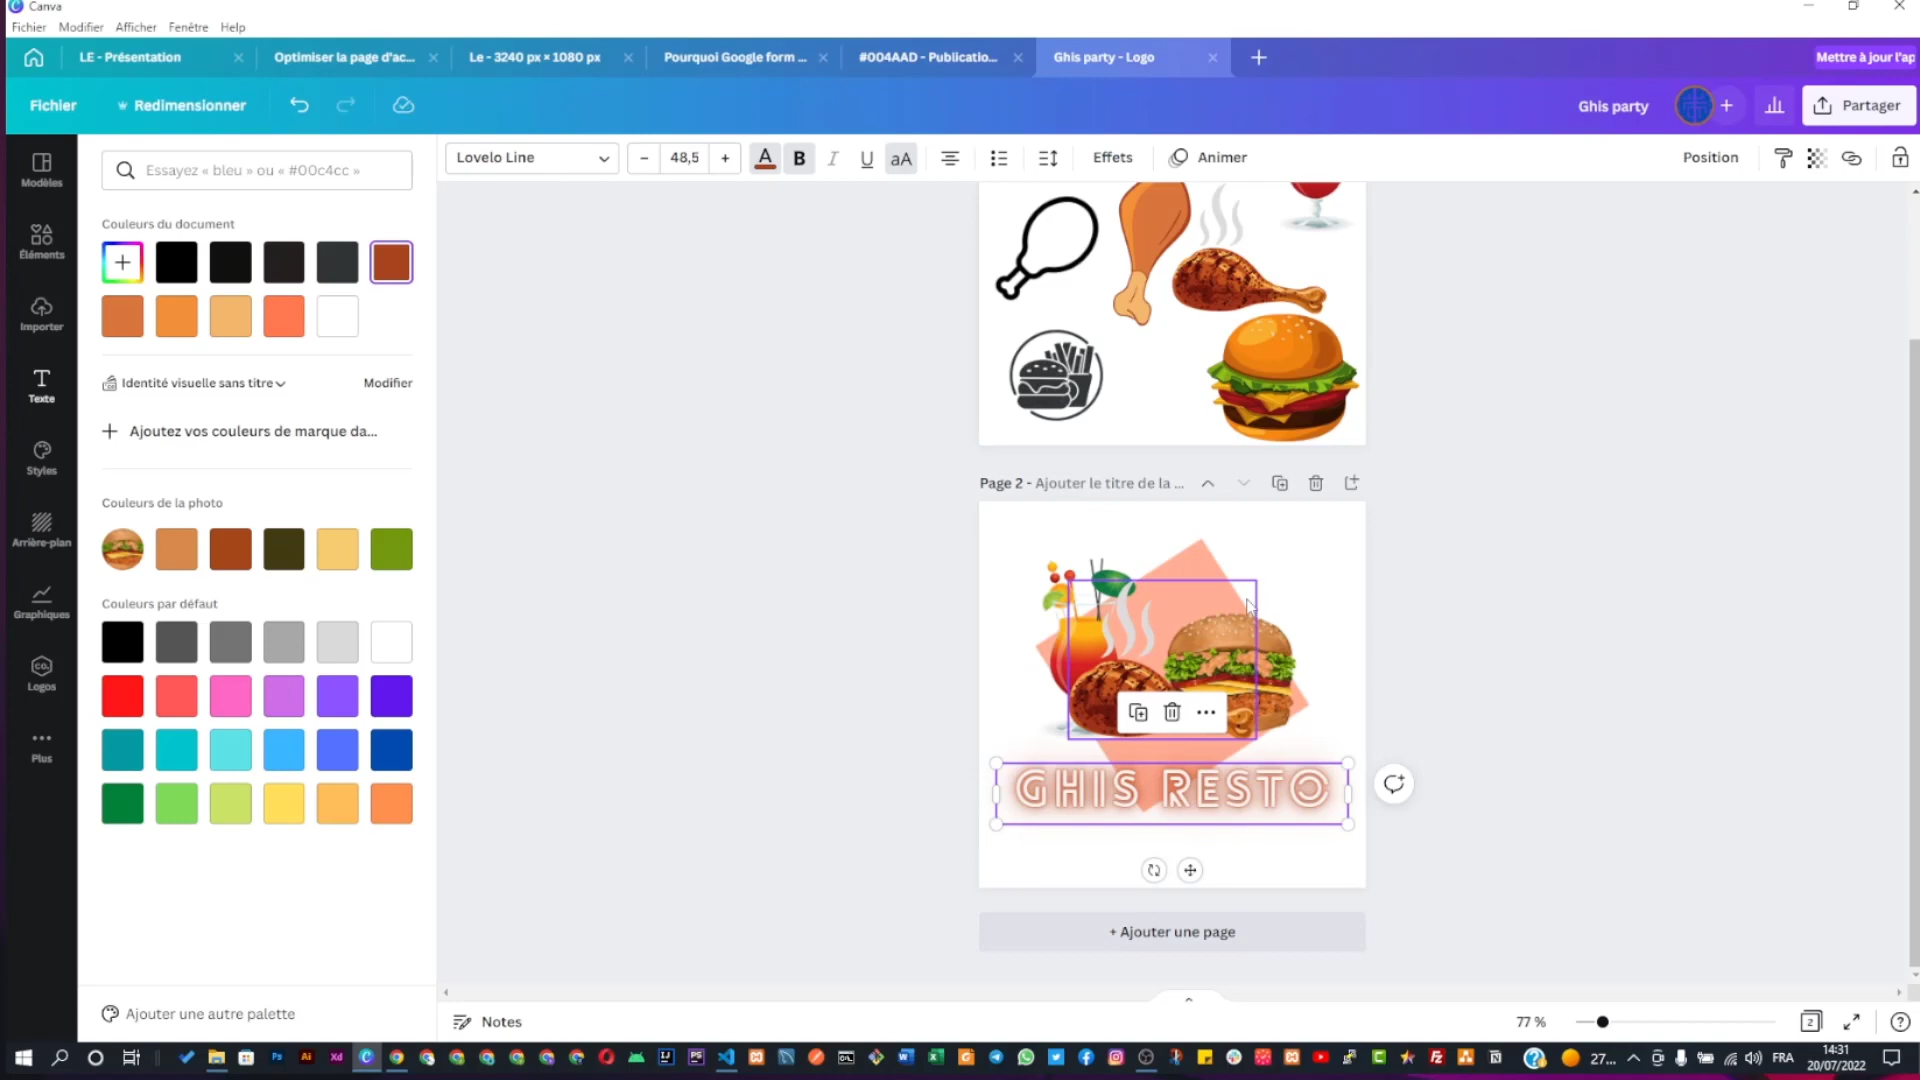 Canva
Fichier Modifier Afficher Fenêtre Help
LE - Présentation Optimiser la page d'ac... Le - 3240 px × 1080 px Pourquoi Google form ... #004AAD - Publicatio... Ghis party - Logo Mettre à jour l'ap
Fichier Redimensionner Ghis party Partager
Essayez « bleu » ou « #00c4cc »
Lovelo Line - 48,5 + A B I U aA Effets Animer Position
Modèles
Éléments
Importer
Texte
Styles
Arrière-plan
Graphiques
CO.
Logos
Plus
Couleurs du document
Identité visuelle sans titre Modifier
Ajoutez vos couleurs de marque da...
Couleurs de la photo
Couleurs par défaut
Ajouter une autre palette
Page 2 - Ajouter le titre de la ...
GHIS RESTO
+ Ajouter une page
Notes 77 % 2
27... FRA 14:31
20/07/2022